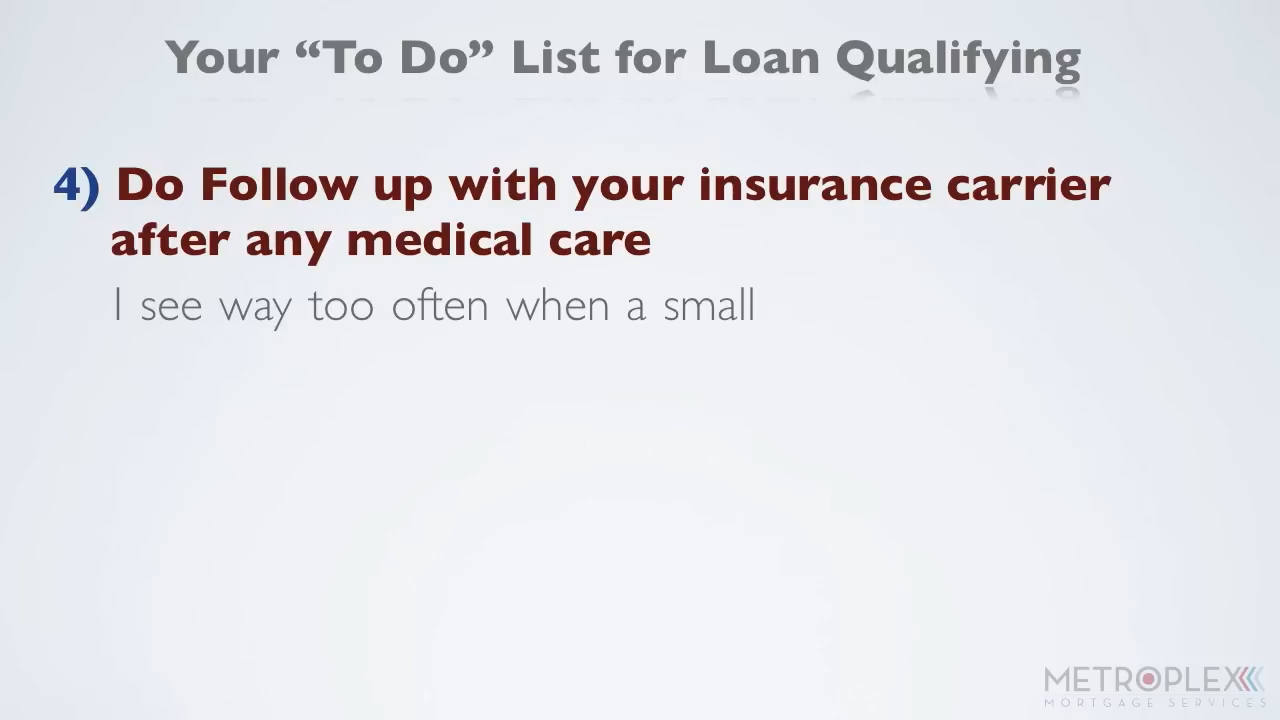 Your “To Do” List for Loan Qualifying
4) Do Follow up with your insurance carrier
after any medical care
I see way too often when a small
METROPLEX
MORTGAGE SERVICES